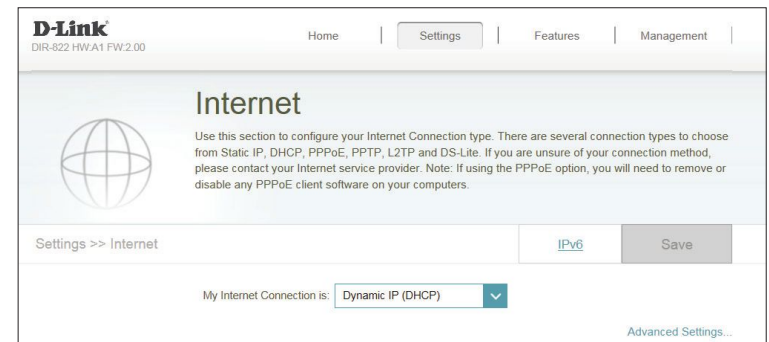 D-Link
DIR-822 HW:A1 FW:2.00
Home | Settings | Features | Management |
Internet
Use this section to configure your Internet Connection type. There are several connection types to choose
from Static IP, DHCP, PPPoE, PPTP, L2TP and DS-Lite. If you are unsure of your connection method,
please contact your Internet service provider. Note: If using the PPPoE option, you will need to remove or
disable any PPPoE client software on your computers.
Settings >> Internet IPv6 Save
My Internet Connection is: Dynamic IP (DHCP)
Advanced Settings...